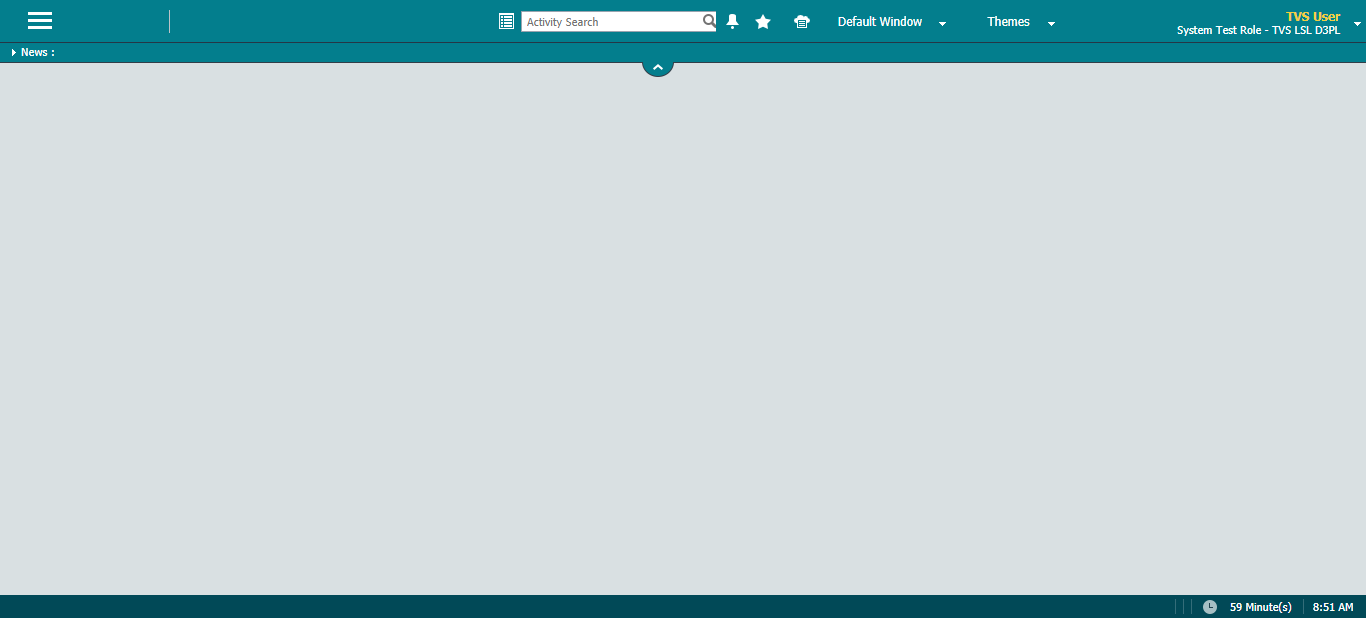 Activity Search
Default Window
Themes
TVS User
System Test Role - TVS LSL D3PL
News :
59 Minute(s)
8:51 AM